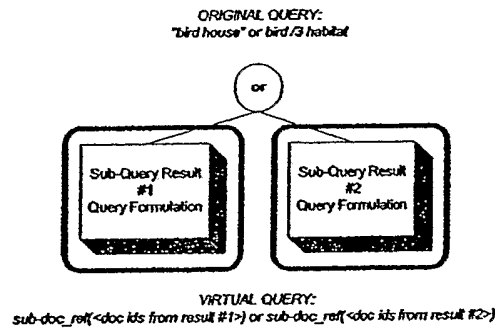 ORIGINAL QUERY:
"bird house" or bird /3 habitat
or
Sub-Query Result
#1
Query Formulation
Sub-Query Result
#2
Query Formulation
VIRTUAL QUERY:
sub-doc_ref(<doc ids from result #1>) or sub-doc_ref(<doc ids from result #2>)